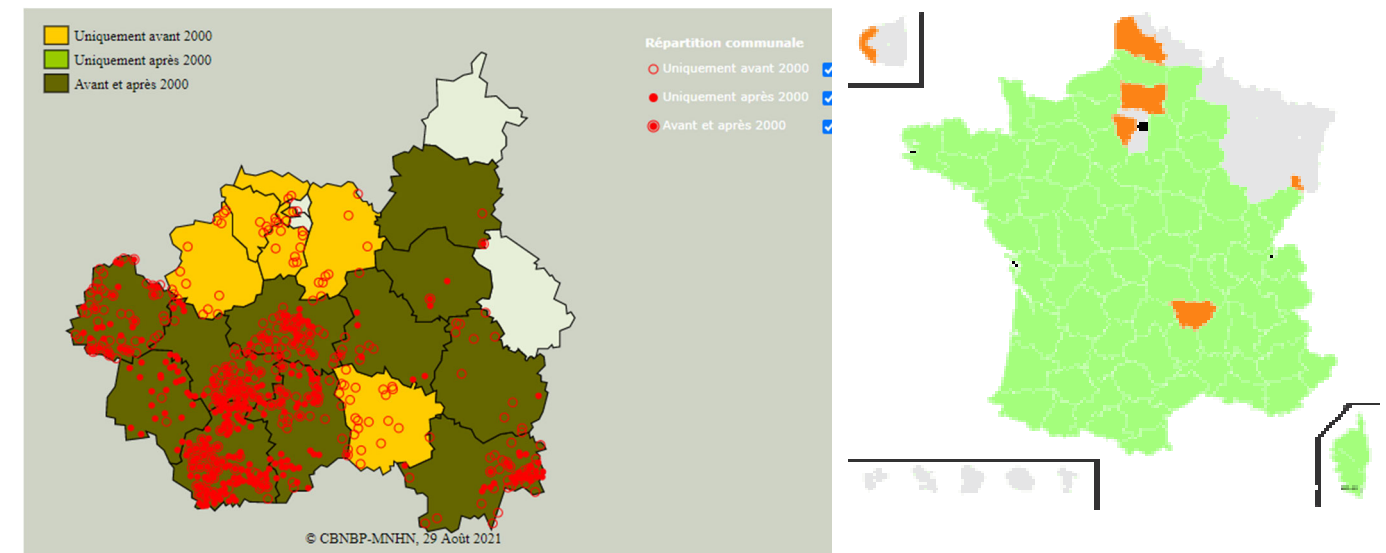 Uniquement avant 2000
Uniquement après 2000
Avant et après 2000
Répartition communale
Uniquement avant 2000
Uniquement après 2000
Avant et après 2000
© CBNBP-MNHN, 29 Août 2021